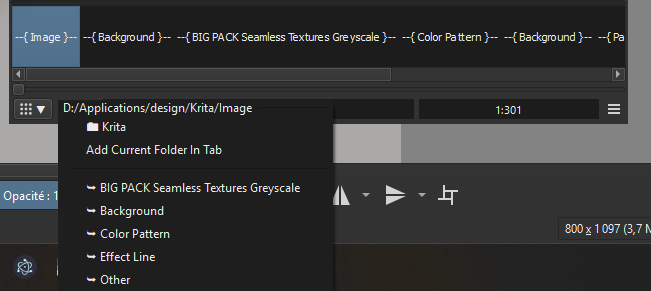 --{ Image }-- --{ Background }-- --{ BIG PACK Seamless Textures Greyscale }-- --{ Color Pattern }-- --{ Background }-- --{ Pa
D:/Applications/design/Krita/Image
1:301
Krita
Add Current Folder In Tab
BIG PACK Seamless Textures Greyscale
Opacité : 1
Background
800 x 1 097 (3,7 M
Color Pattern
Effect Line
Other